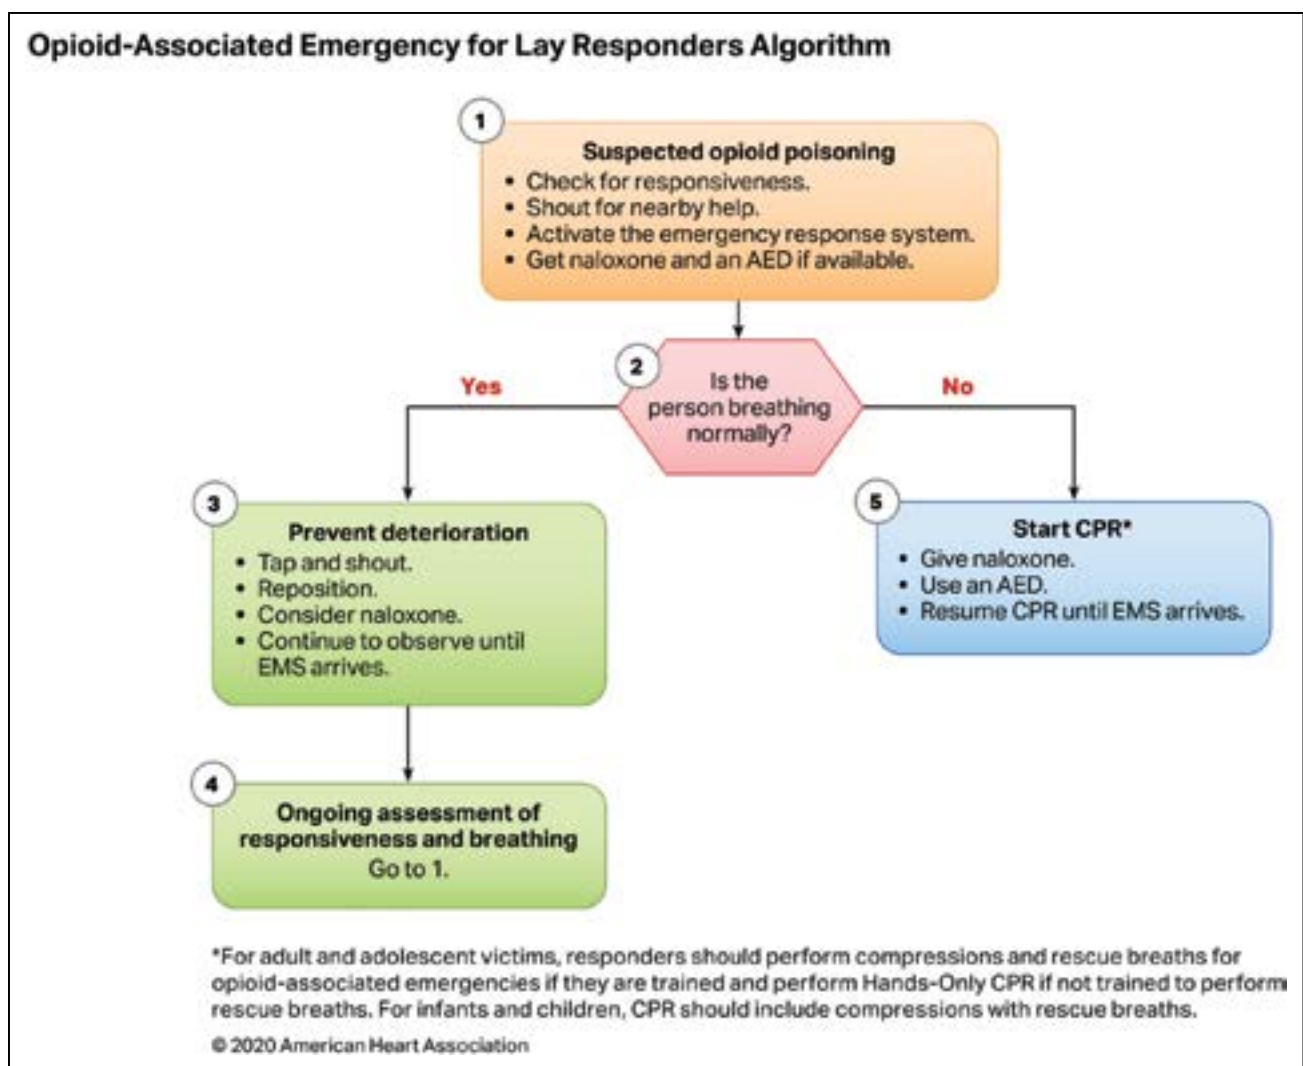 Opioid-Associated Emergency for Lay Responders Algorithm
1
Suspected opioid poisoning
• Check for responsiveness.
• Shout for nearby help.
• Activate the emergency response system.
• Get naloxone and an AED if available.
2
Is the
person breathing
normally?
Yes
No
3
Prevent deterioration
• Tap and shout.
• Reposition.
• Consider naloxone.
• Continue to observe until
EMS arrives.
5
Start CPR*
• Give naloxone.
• Use an AED.
• Resume CPR until EMS arrives.
4
Ongoing assessment of
responsiveness and breathing
Go to 1.
*For adult and adolescent victims, responders should perform compressions and rescue breaths for
opioid-associated emergencies if they are trained and perform Hands-Only CPR if not trained to perform
rescue breaths. For infants and children, CPR should include compressions with rescue breaths.
© 2020 American Heart Association